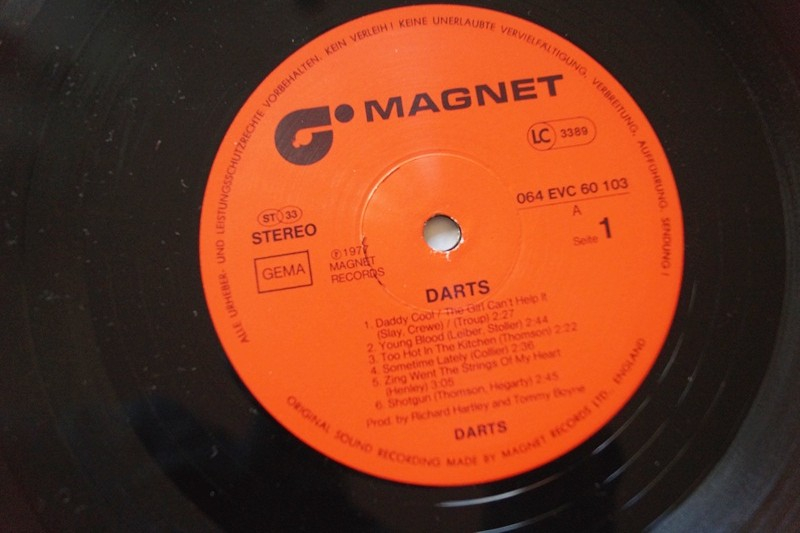 ALLE URHEBER- UND LEISTUNGSSCHUTZRECHTE VORBEHALTEN. KEIN VERLEIH! KEINE UNERLAUBTE VERVIELFÄLTIGUNG, VERBREITUNG, AUFFÜHRUNG, SENDUNG!
MAGNET
LC 3389
064 EVC 60 103
A
Seite 1
ST 33
STEREO
GEMA
℗ 197
MAGNET
RECORDS
DARTS
1. Daddy Cool / The Girl Can't Help It
(Slay, Crewe) / (Troup) 2:27
2. Young Blood (Leiber, Stoller) 2:44
3. Too Hot In The Kitchen (Thomson) 2:22
4. Sometime Lately (Collier) 2:36
5. Zing Went The Strings Of My Heart
(Henley) 3:05
6. Shotgun (Thomson, Hegarty) 2:45
Prod. by Richard Hartley and Tommy Boyne
DARTS
ORIGINAL SOUND RECORDING MADE BY MAGNET RECORDS LTD., ENGLAND